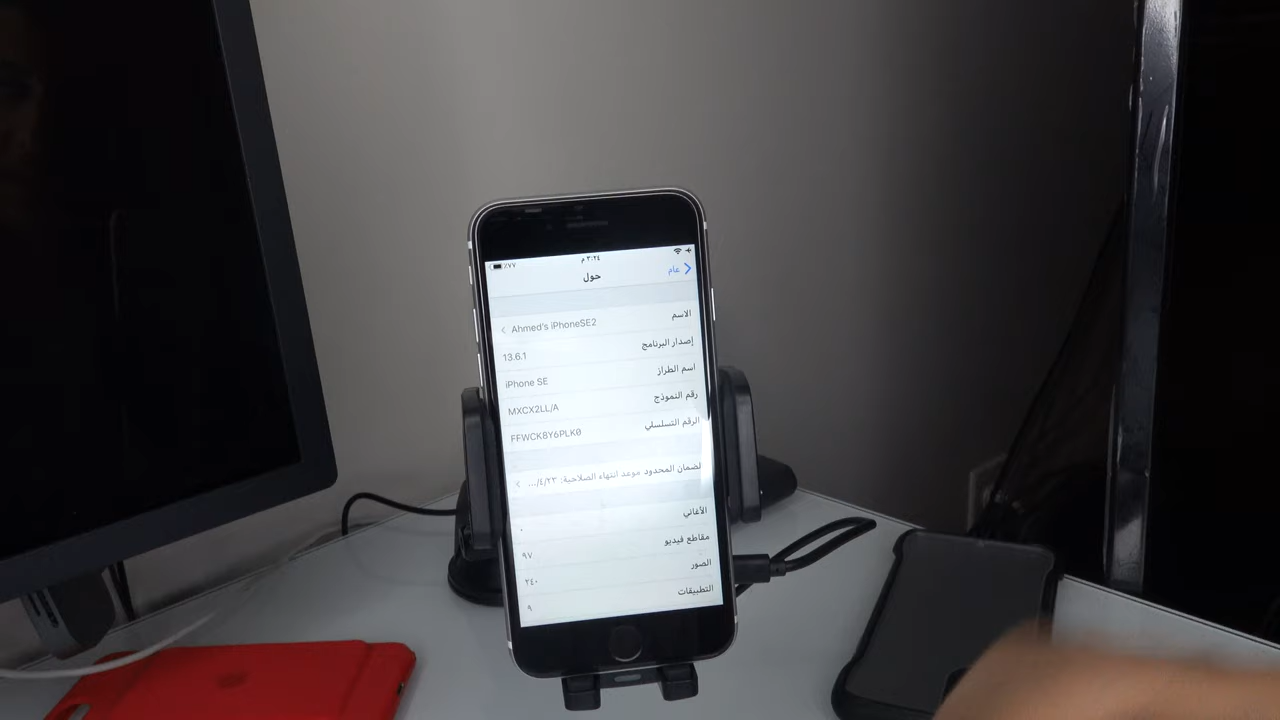 ٣:٢٤ م ٪٧٧
عام حول
الاسم Ahmed's iPhoneSE2
إصدار البرنامج 13.6.1
اسم الطراز iPhone SE
رقم النموذج MXCX2LL/A
الرقم التسلسلي FFWCK8Y6PLK0
لضمان المحدود موعد انتهاء الصلاحية: ٤/٢٣/...
الأغاني ٠
مقاطع فيديو ٩٧
الصور ٢٤٠
التطبيقات ٩